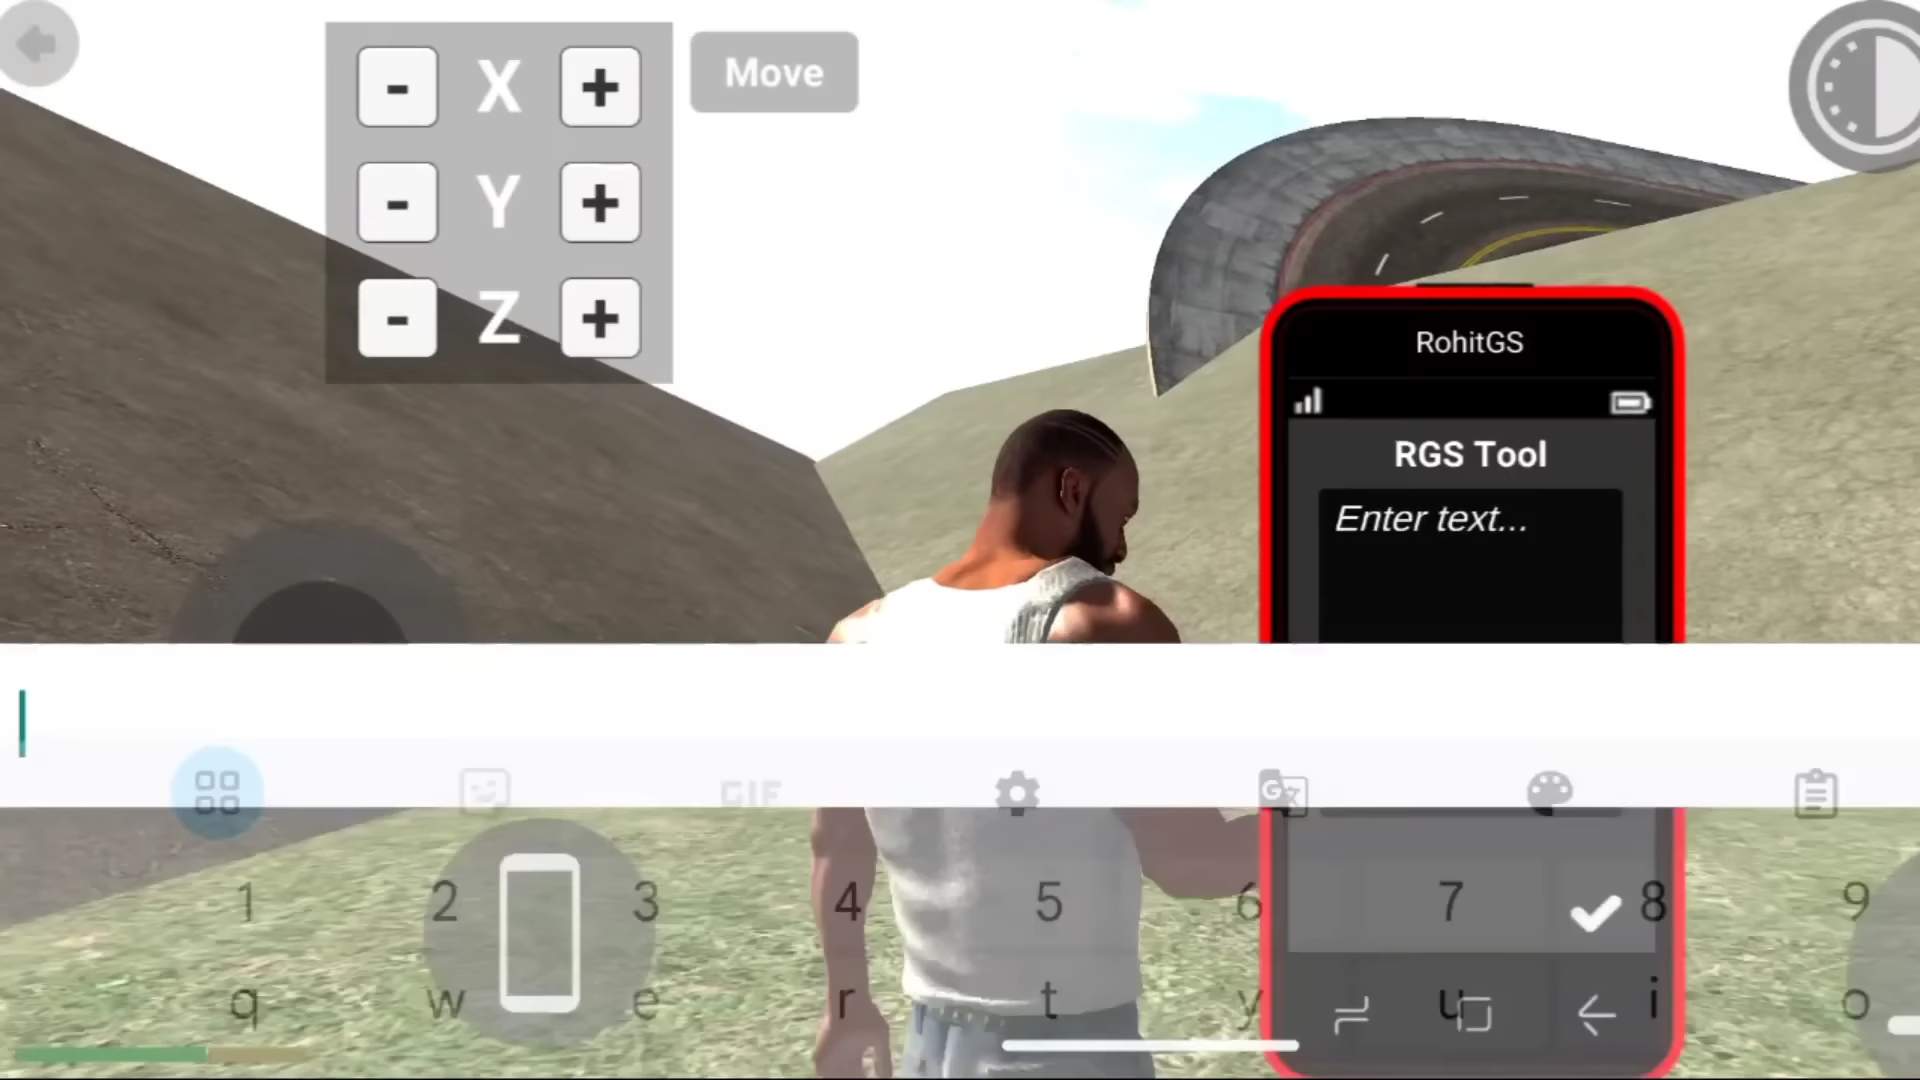 - X +
Move
- Y +
- Z +
RohitGS
RGS Tool
Enter text...
GIF
G
1 2 3 4 5 6 7 8 9
q w e r t y u i o